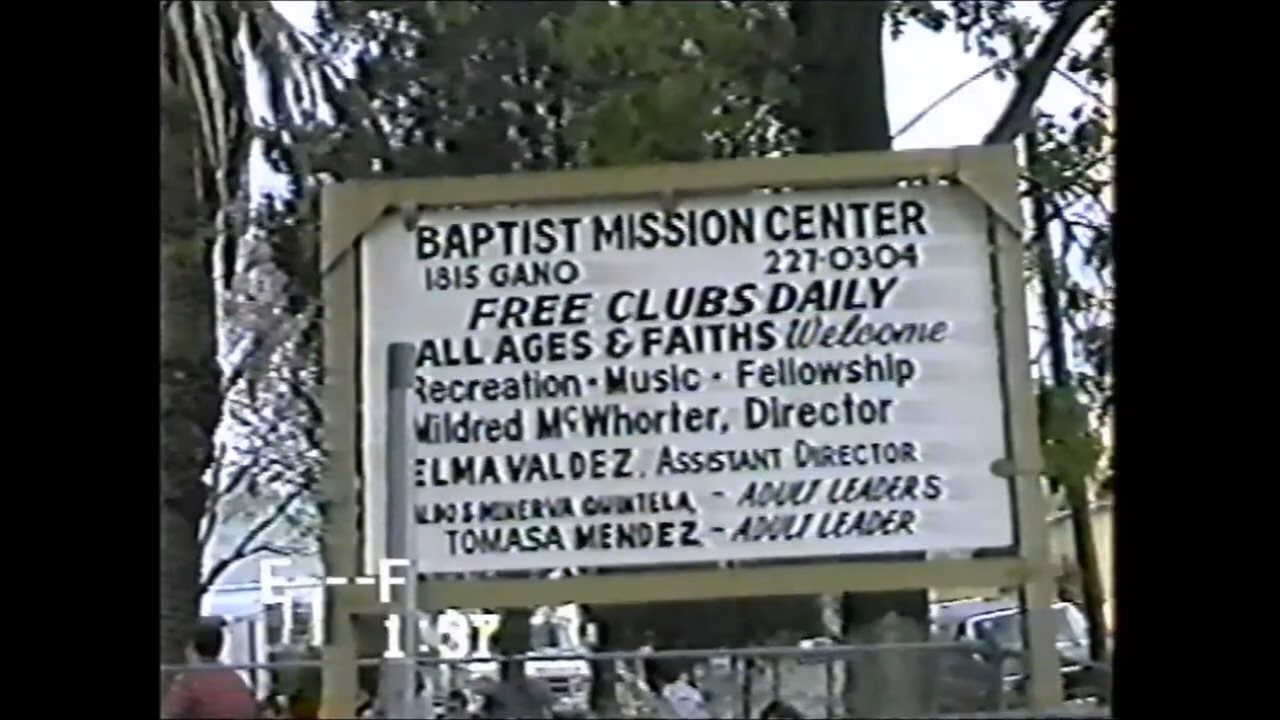 BAPTIST MISSION CENTER
1815 GANO 227-0304
FREE CLUBS DAILY
ALL AGES & FAITHS Welcome
Recreation · Music · Fellowship
Mildred McWhorter, Director
ELMA VALDEZ, ASSISTANT DIRECTOR
& MINERVA QUINTELA, - ADULT LEADERS
TOMASA MENDEZ - ADULT LEADER
E---F
1:37